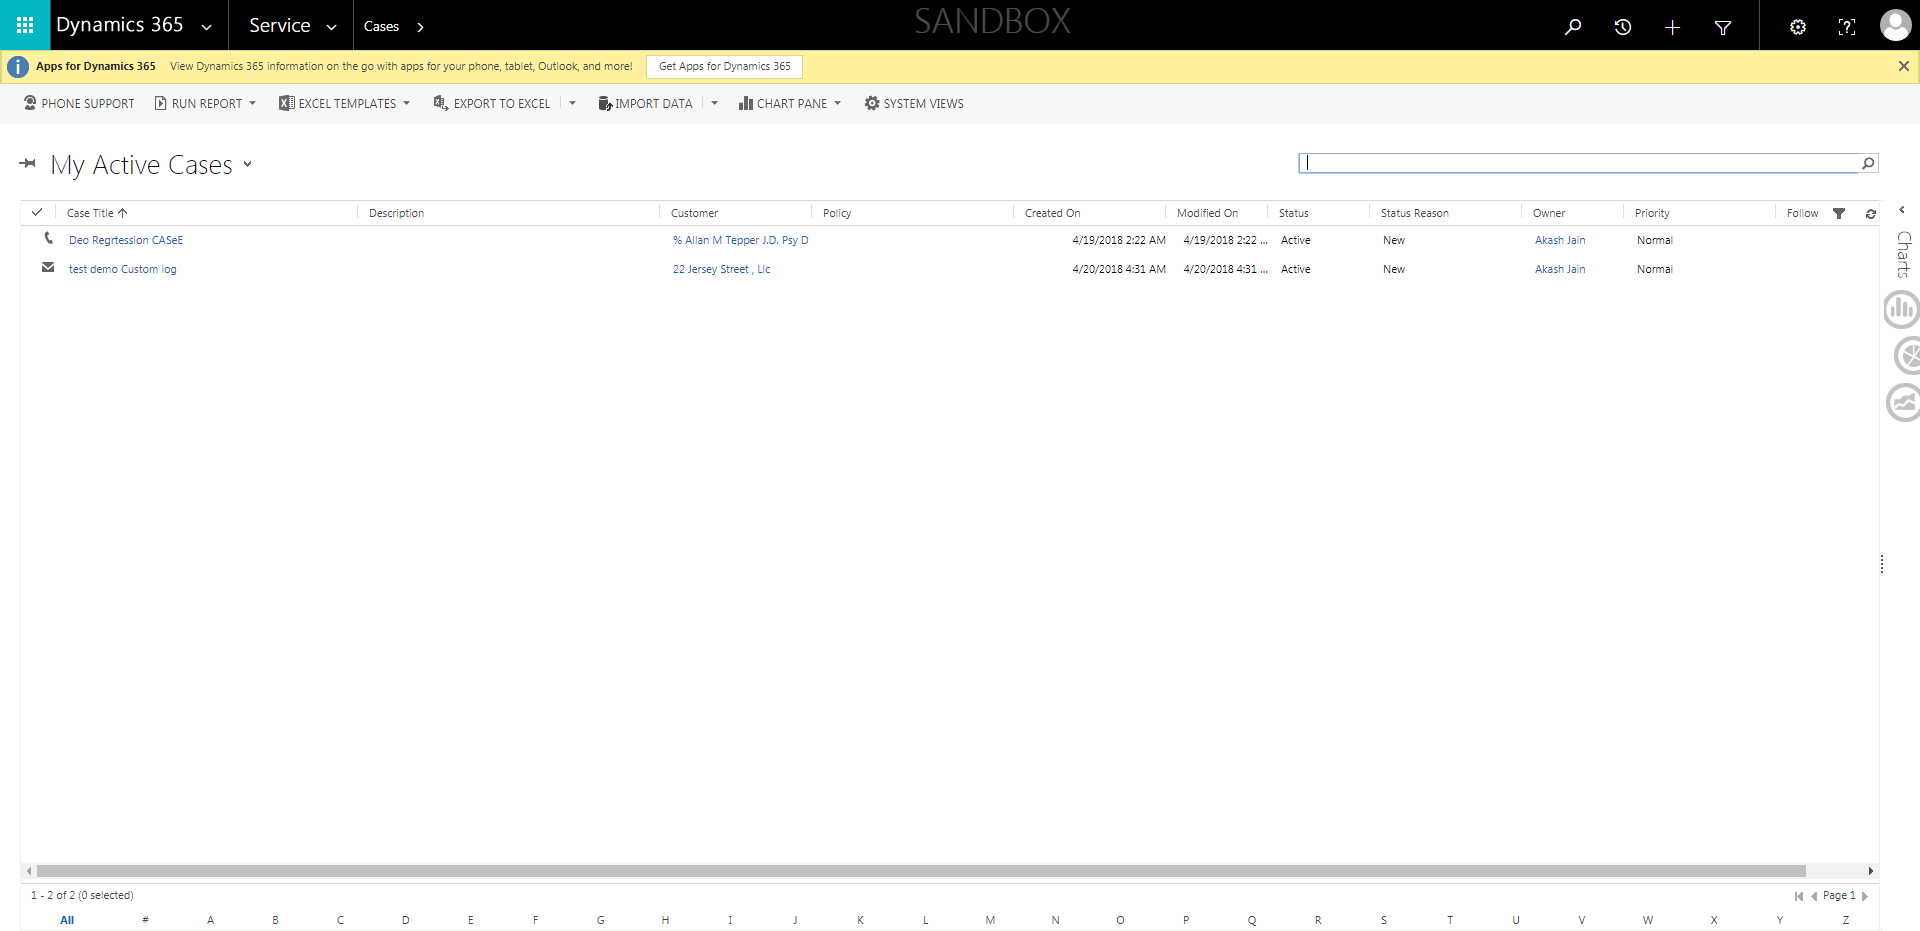 Dynamics 365 Service Cases SANDBOX
Apps for Dynamics 365 View Dynamics 365 information on the go with apps for your phone, tablet, Outlook, and more! Get Apps for Dynamics 365
PHONE SUPPORT RUN REPORT EXCEL TEMPLATES EXPORT TO EXCEL IMPORT DATA CHART PANE SYSTEM VIEWS
My Active Cases
Case Title Description Customer Policy Created On Modified On Status Status Reason Owner Priority Follow
Deo Regrtession CASeE % Allan M Tepper J.D. Psy D 4/19/2018 2:22 AM 4/19/2018 2:22 ... Active New Akash Jain Normal
test demo Custom log 22 Jersey Street , Llc 4/20/2018 4:31 AM 4/20/2018 4:31 ... Active New Akash Jain Normal
Charts
1 - 2 of 2 (0 selected) Page 1
All # A B C D E F G H I J K L M N O P Q R S T U V W X Y Z